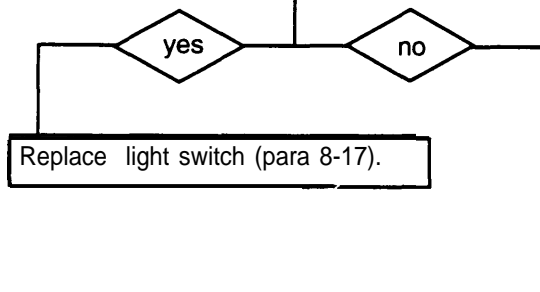 yes no
Replace light switch (para 8-17).